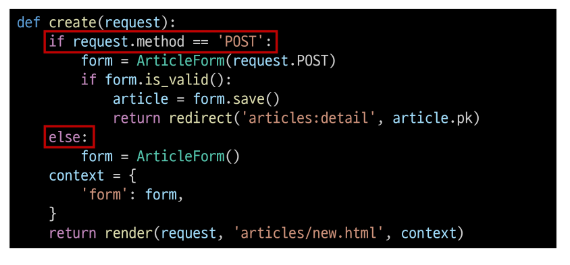 def create(request):
    if request.method == 'POST':
        form = ArticleForm(request.POST)
        if form.is_valid():
            article = form.save()
            return redirect('articles:detail', article.pk)
    else:
        form = ArticleForm()
    context = {
        'form': form,
    }
    return render(request, 'articles/new.html', context)